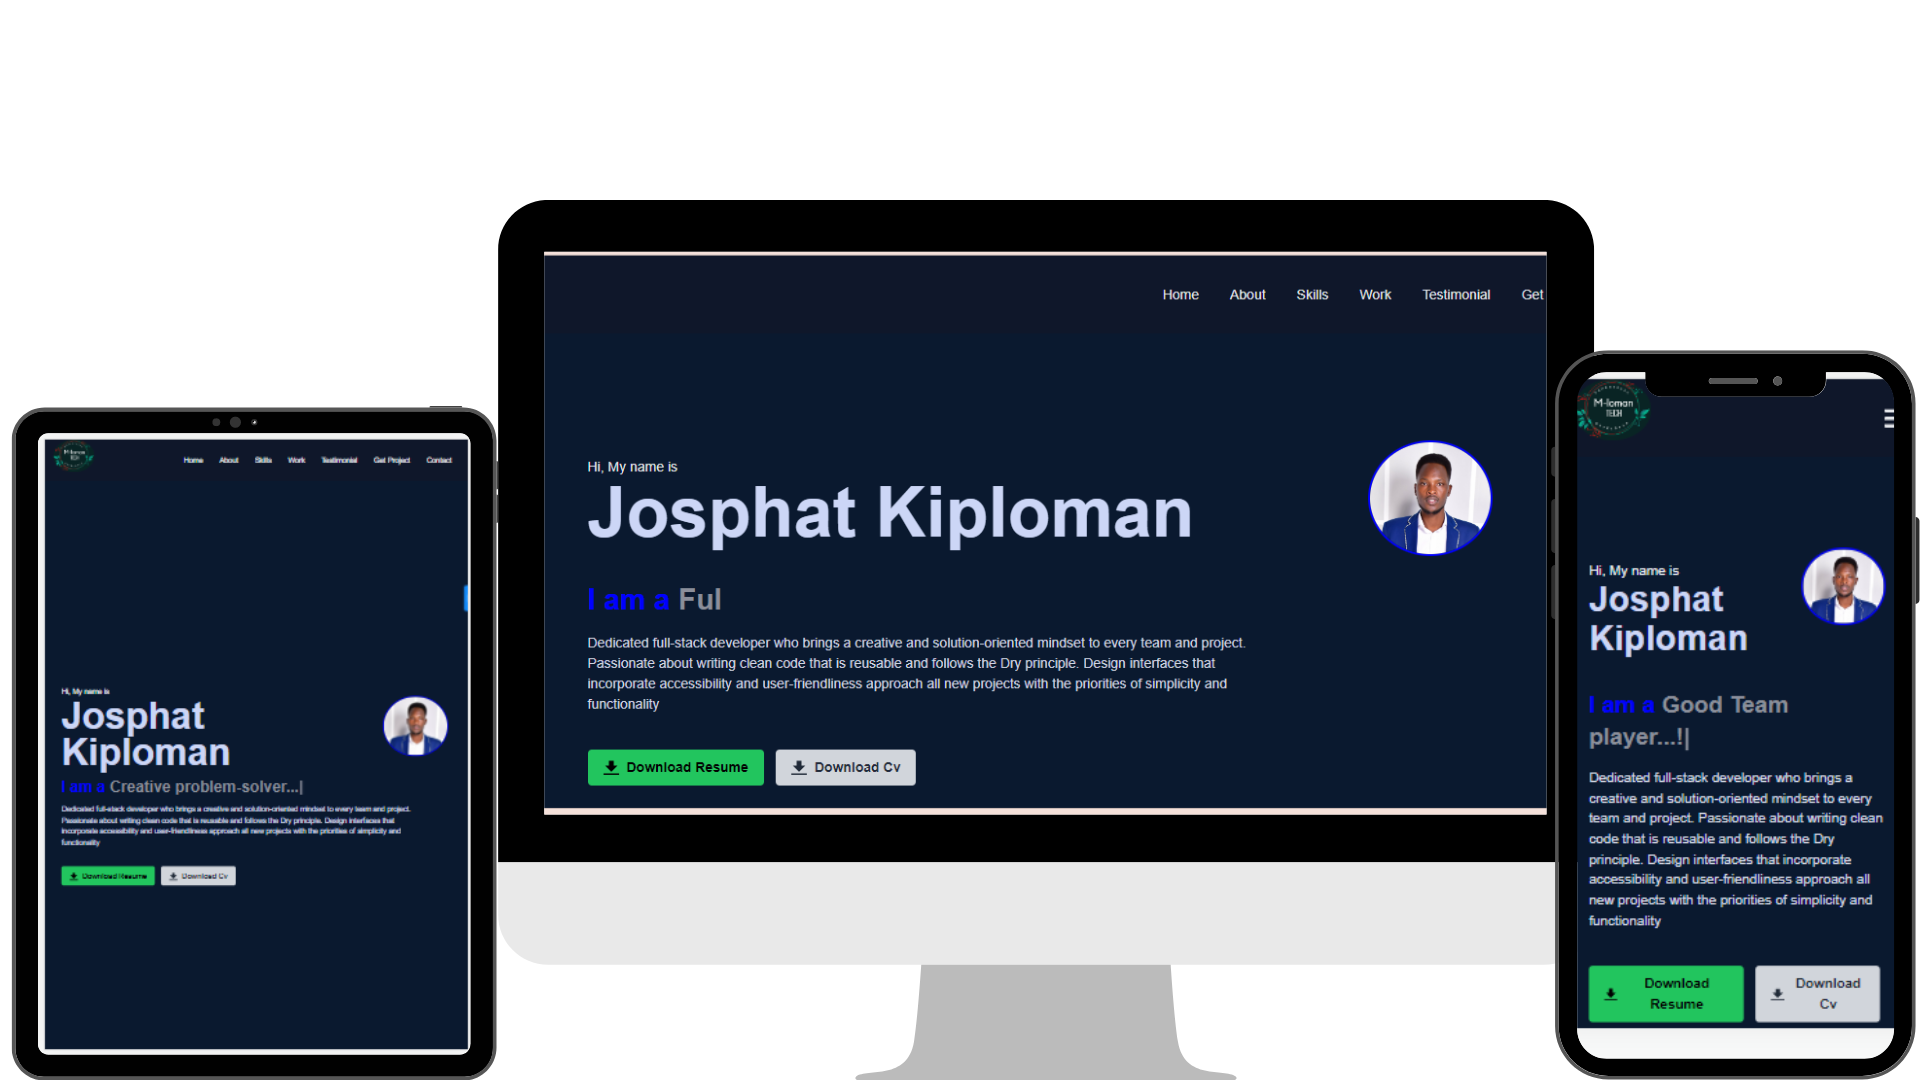 M-loman
TECH
Home About Skills Work Testimonial Get Project Contact
Hi, My name is
Josphat
Kiploman
I am a Creative problem-solver...|
Dedicated full-stack developer who brings a creative and solution-oriented mindset to every team and project.
Passionate about writing clean code that is reusable and follows the Dry principle. Design interfaces that
incorporate accessibility and user-friendliness approach all new projects with the priorities of simplicity and
functionality
Download Resume Download Cv
Home About Skills Work Testimonial Get
Hi, My name is
Josphat Kiploman
I am a Ful
Dedicated full-stack developer who brings a creative and solution-oriented mindset to every team and project.
Passionate about writing clean code that is reusable and follows the Dry principle. Design interfaces that
incorporate accessibility and user-friendliness approach all new projects with the priorities of simplicity and
functionality
Download Resume Download Cv
M-loman
TECH
Hi, My name is
Josphat
Kiploman
I am a Good Team
player...!|
Dedicated full-stack developer who brings a
creative and solution-oriented mindset to every
team and project. Passionate about writing clean
code that is reusable and follows the Dry
principle. Design interfaces that incorporate
accessibility and user-friendliness approach all
new projects with the priorities of simplicity and
functionality
Download
Resume
Download
Cv